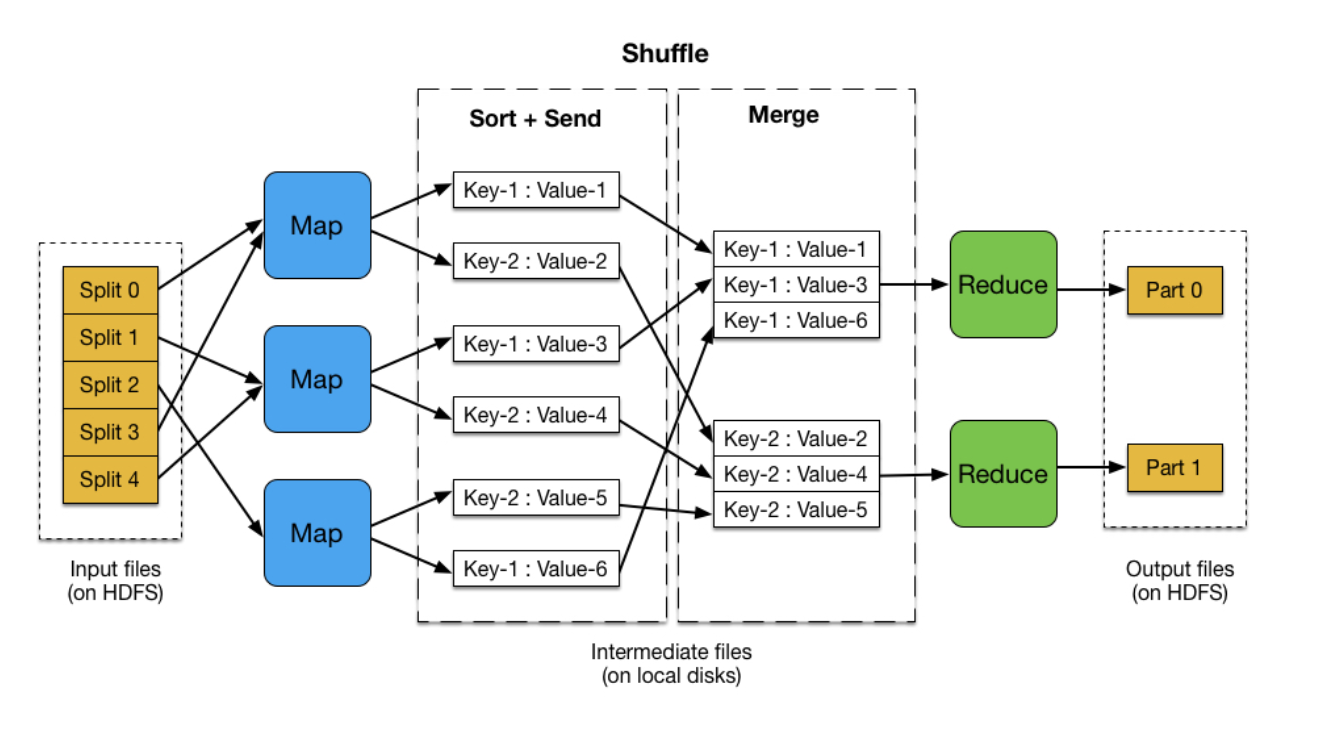 Shuffle
Sort + Send
Merge
Split 0
Split 1
Split 2
Split 3
Split 4
Input files
(on HDFS)
Map
Map
Map
Key-1 : Value-1
Key-2 : Value-2
Key-1 : Value-3
Key-2 : Value-4
Key-2 : Value-5
Key-1 : Value-6
Key-1 : Value-1
Key-1 : Value-3
Key-1 : Value-6
Key-2 : Value-2
Key-2 : Value-4
Key-2 : Value-5
Intermediate files
(on local disks)
Reduce
Reduce
Part 0
Part 1
Output files
(on HDFS)